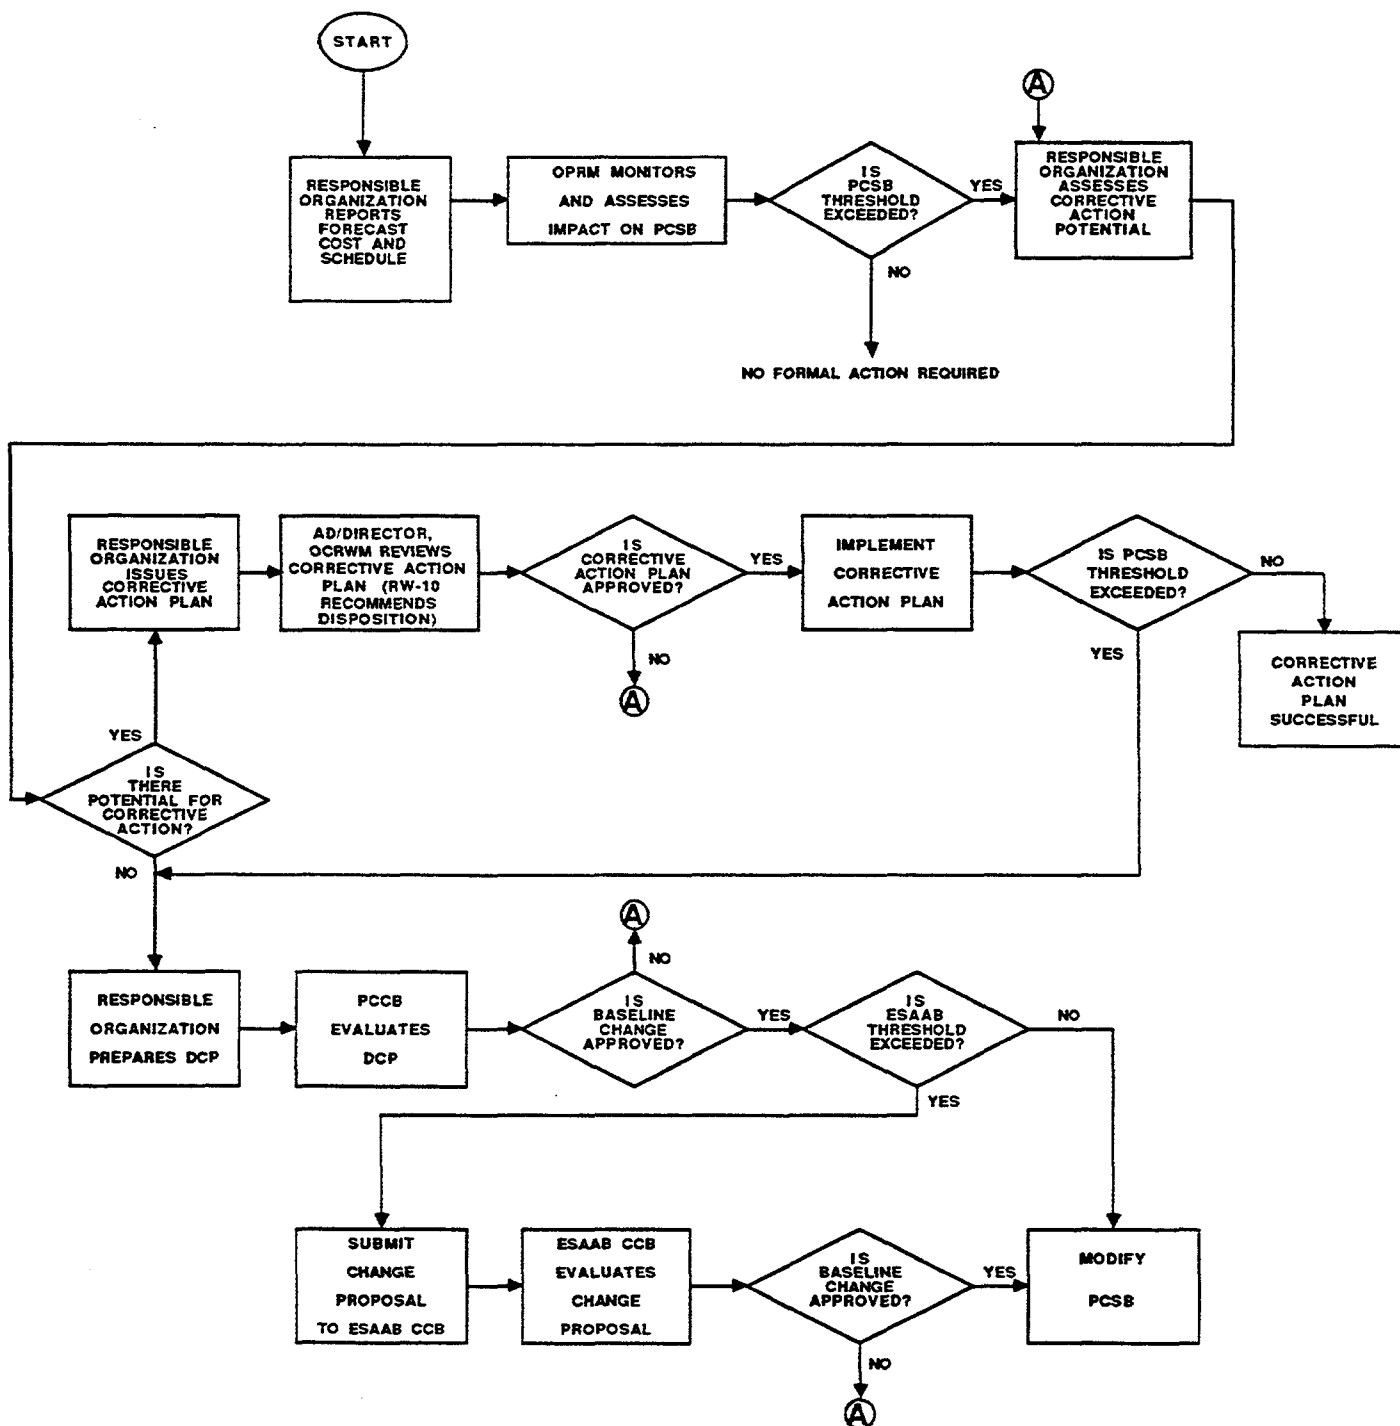 START
A
RESPONSIBLE
ORGANIZATION
REPORTS
FORECAST
COST AND
SCHEDULE
OPRM MONITORS
AND ASSESSES
IMPACT ON PCSB
IS
PCSB
THRESHOLD
EXCEEDED?
YES
NO
NO FORMAL ACTION REQUIRED
RESPONSIBLE
ORGANIZATION
ASSESSES
CORRECTIVE
ACTION
POTENTIAL
RESPONSIBLE
ORGANIZATION
ISSUES
CORRECTIVE
ACTION PLAN
AD/DIRECTOR,
OCRWM REVIEWS
CORRECTIVE ACTION
PLAN (RW-10
RECOMMENDS
DISPOSITION)
IS
CORRECTIVE
ACTION PLAN
APPROVED?
YES
NO
A
IMPLEMENT
CORRECTIVE
ACTION PLAN
IS PCSB
THRESHOLD
EXCEEDED?
NO
YES
CORRECTIVE
ACTION
PLAN
SUCCESSFUL
YES
IS
THERE
POTENTIAL FOR
CORRECTIVE
ACTION?
NO
RESPONSIBLE
ORGANIZATION
PREPARES DCP
PCCB
EVALUATES
DCP
A
NO
IS
BASELINE
CHANGE
APPROVED?
YES
IS
ESAAB
THRESHOLD
EXCEEDED?
NO
YES
SUBMIT
CHANGE
PROPOSAL
TO ESAAB CCB
ESAAB CCB
EVALUATES
CHANGE
PROPOSAL
IS
BASELINE
CHANGE
APPROVED?
YES
NO
A
MODIFY
PCSB